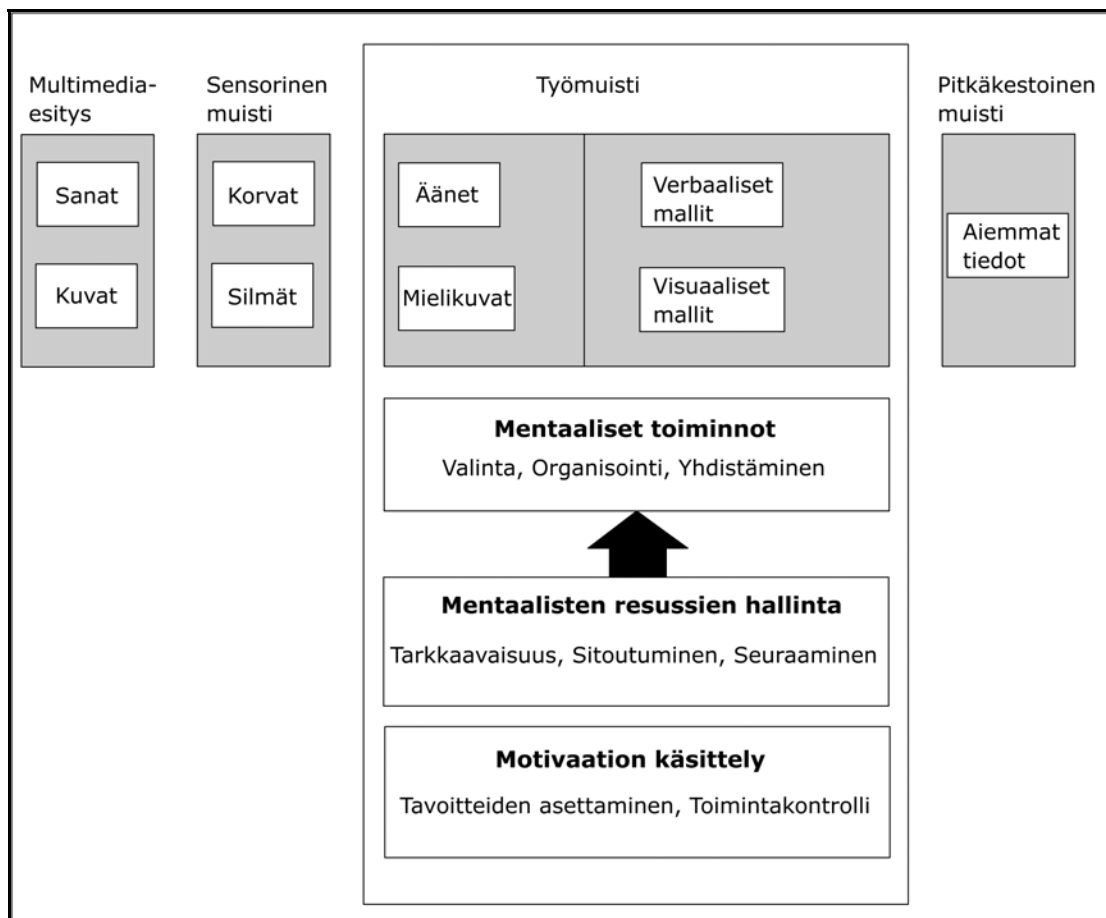 Multimedia-
esitys
Sanat
Kuvat
Sensorinen
muisti
Korvat
Silmät
Työmuisti
Äänet
Mielikuvat
Verbaaliset
mallit
Visuaaliset
mallit
Pitkäkestoinen
muisti
Aiemmat
tiedot
Mentaaliset toiminnot
Valinta, Organisointi, Yhdistäminen
Mentaalisten resussien hallinta
Tarkkaavaisuus, Sitoutuminen, Seuraaminen
Motivaation käsittely
Tavoitteiden asettaminen, Toimintakontrolli